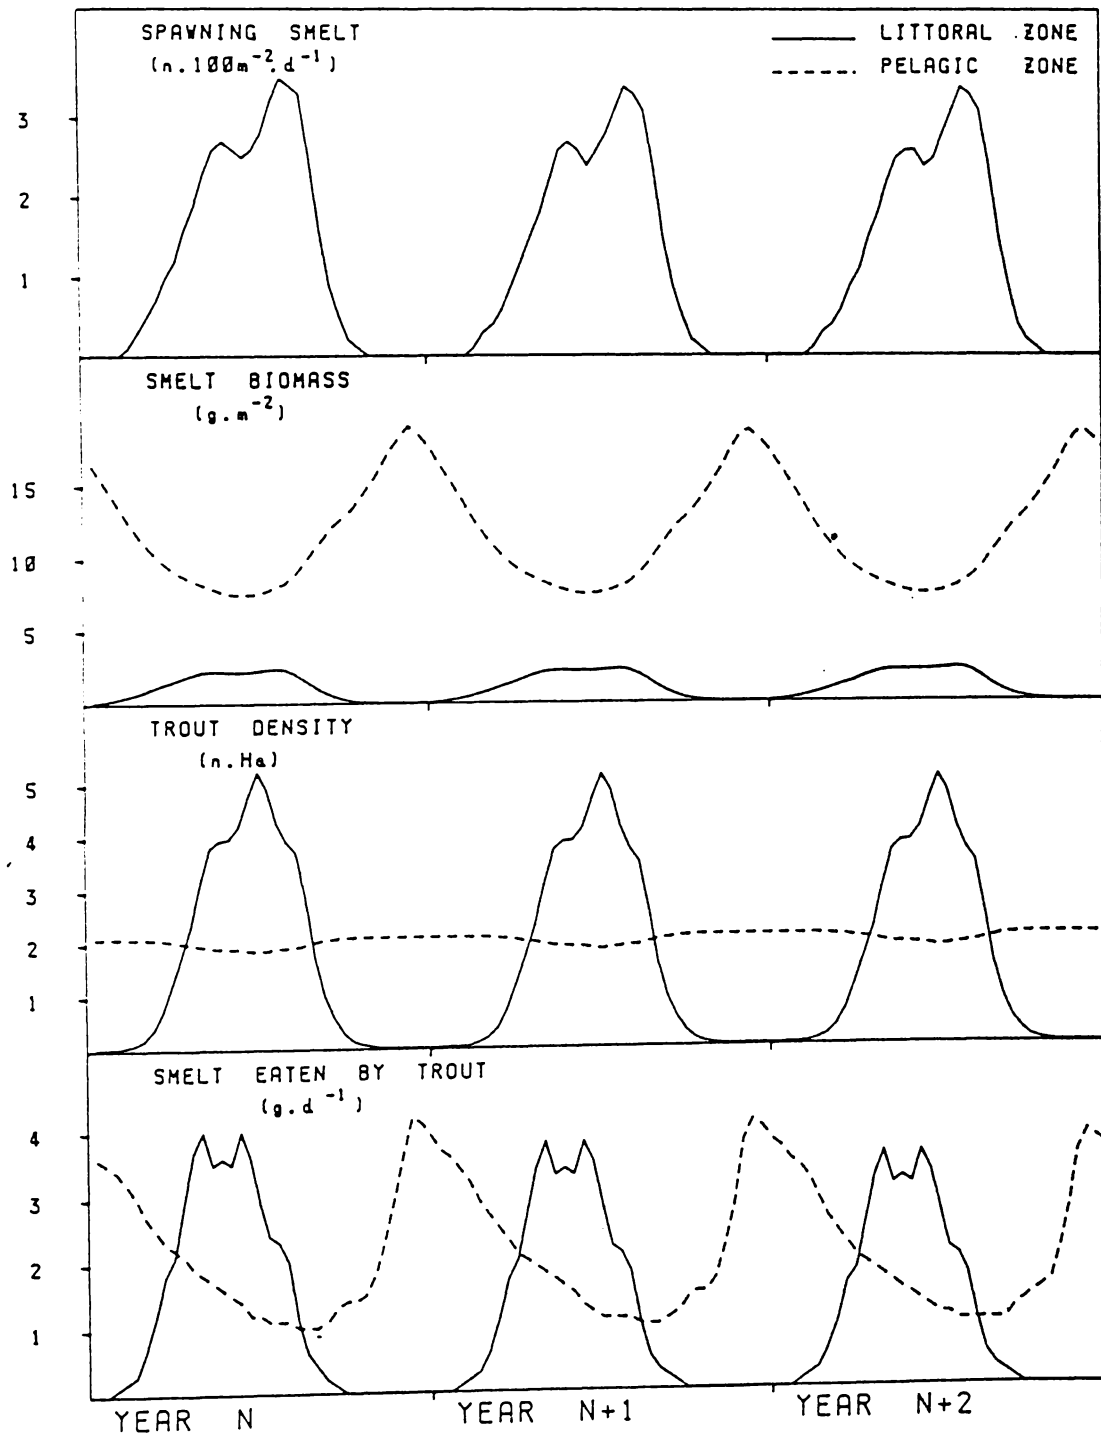 SPAWNING SMELT
(n.100m⁻².d⁻¹)
LITTORAL ZONE
PELAGIC ZONE
3
2
1
SMELT BIOMASS
(g.m⁻²)
15
10
5
TROUT DENSITY
(n.Ha)
5
4
3
2
1
SMELT EATEN BY TROUT
(g.d⁻¹)
4
3
2
1
YEAR N
YEAR N+1
YEAR N+2